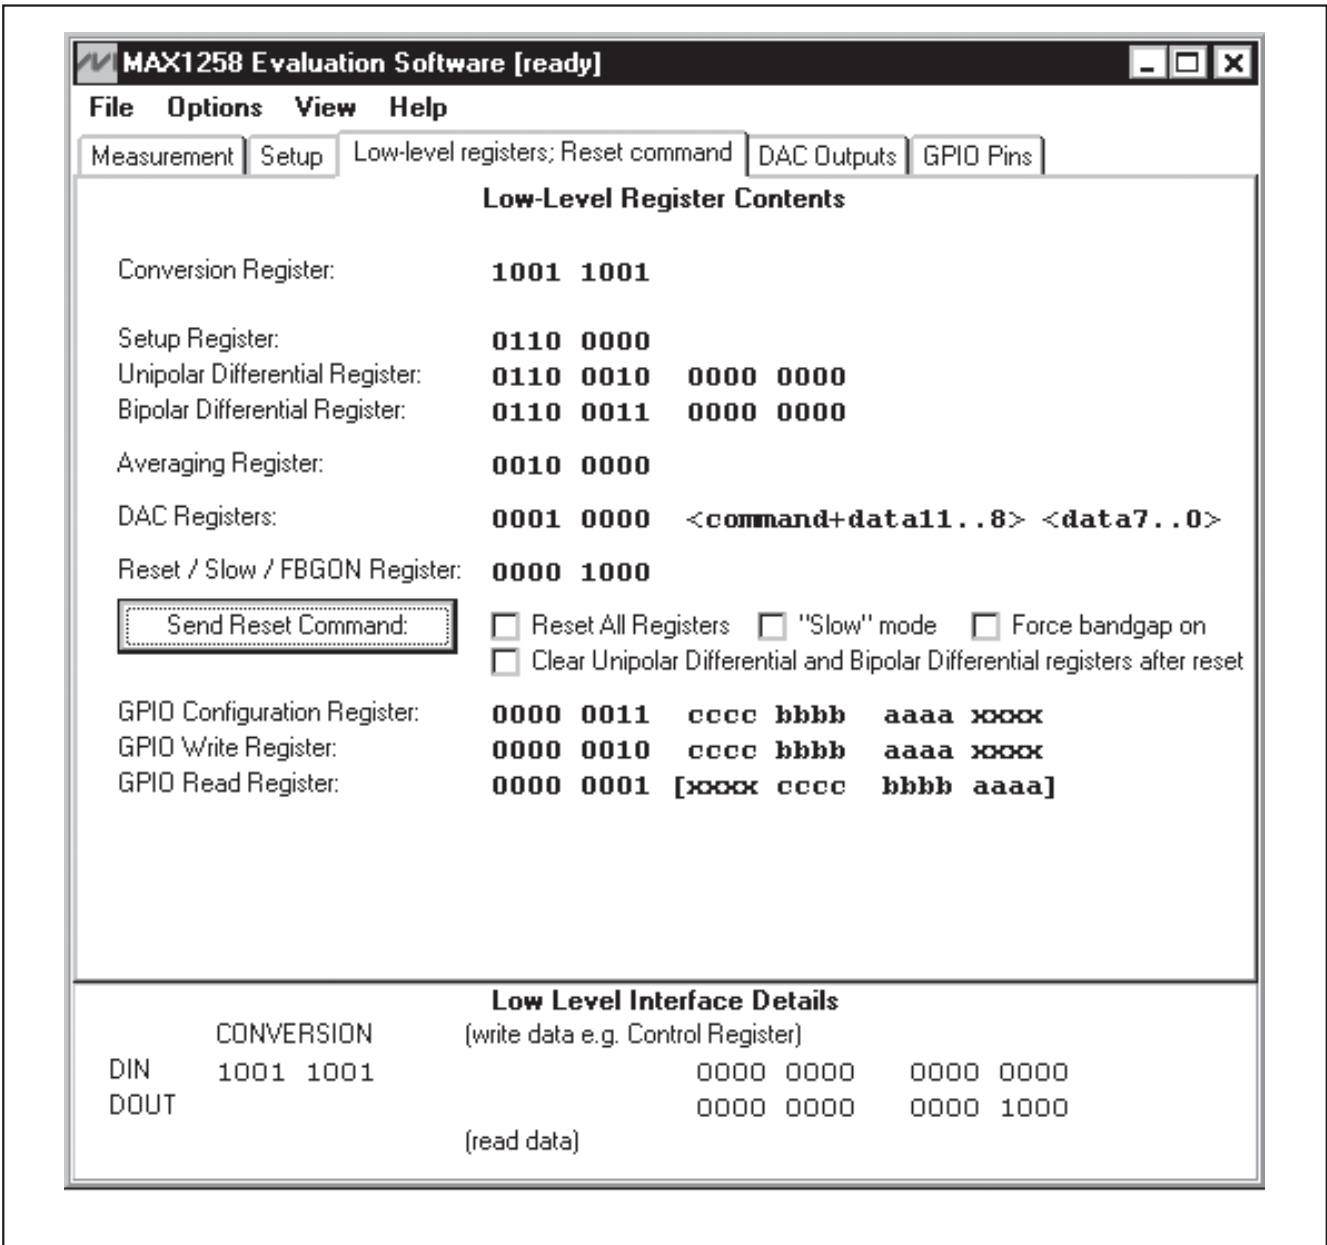 MAX1258 Evaluation Software [ready]
File Options View Help
Measurement Setup Low-level registers; Reset command DAC Outputs GPIO Pins
Low-Level Register Contents
Conversion Register: 1001 1001
Setup Register: 0110 0000
Unipolar Differential Register: 0110 0010 0000 0000
Bipolar Differential Register: 0110 0011 0000 0000
Averaging Register: 0010 0000
DAC Registers: 0001 0000 <command+data11..8> <data7..0>
Reset / Slow / FBGON Register: 0000 1000
Send Reset Command: Reset All Registers "Slow" mode Force bandgap on
Clear Unipolar Differential and Bipolar Differential registers after reset
GPIO Configuration Register: 0000 0011 cccc bbbb aaaa xxxx
GPIO Write Register: 0000 0010 cccc bbbb aaaa xxxx
GPIO Read Register: 0000 0001 [xxxx cccc bbbb aaaa]
Low Level Interface Details
CONVERSION (write data e.g. Control Register)
DIN 1001 1001 0000 0000 0000 0000
DOUT 0000 0000 0000 1000
(read data)